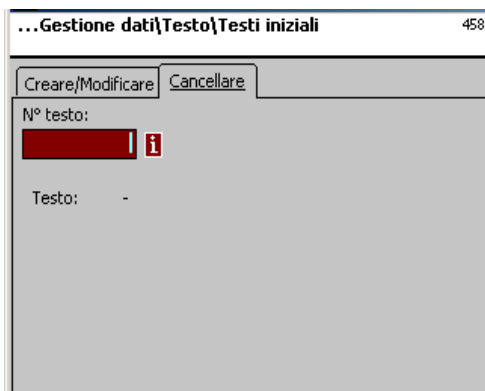 ...Gestione dati\Testo\Testi iniziali 458
Creare/Modificare Cancellare
N° testo:
i
Testo: -